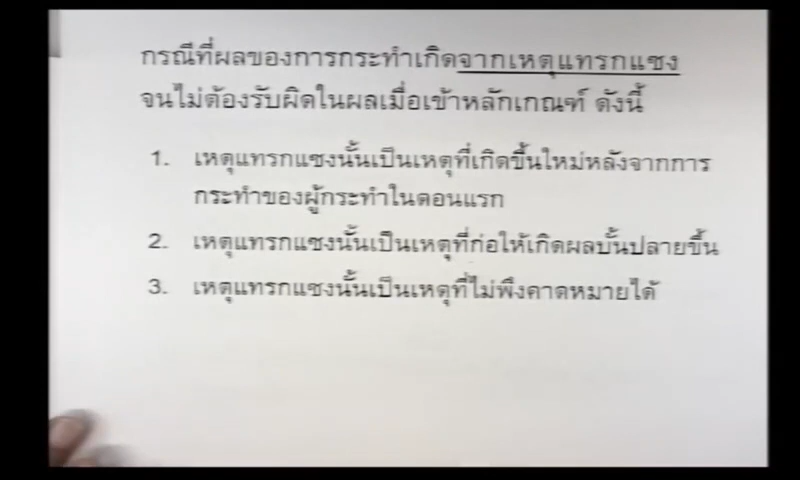 กรณีที่ผลของการกระทำเกิดจากเหตุแทรกแซง
จนไม่ต้องรับผิดในผลเมื่อเข้าหลักเกณฑ์ ดังนี้
1. เหตุแทรกแซงนั้นเป็นเหตุที่เกิดขึ้นใหม่หลังจากการ
กระทำของผู้กระทำในตอนแรก
2. เหตุแทรกแซงนั้นเป็นเหตุที่ก่อให้เกิดผลบั้นปลายขึ้น
3. เหตุแทรกแซงนั้นเป็นเหตุที่ไม่พึงคาดหมายได้